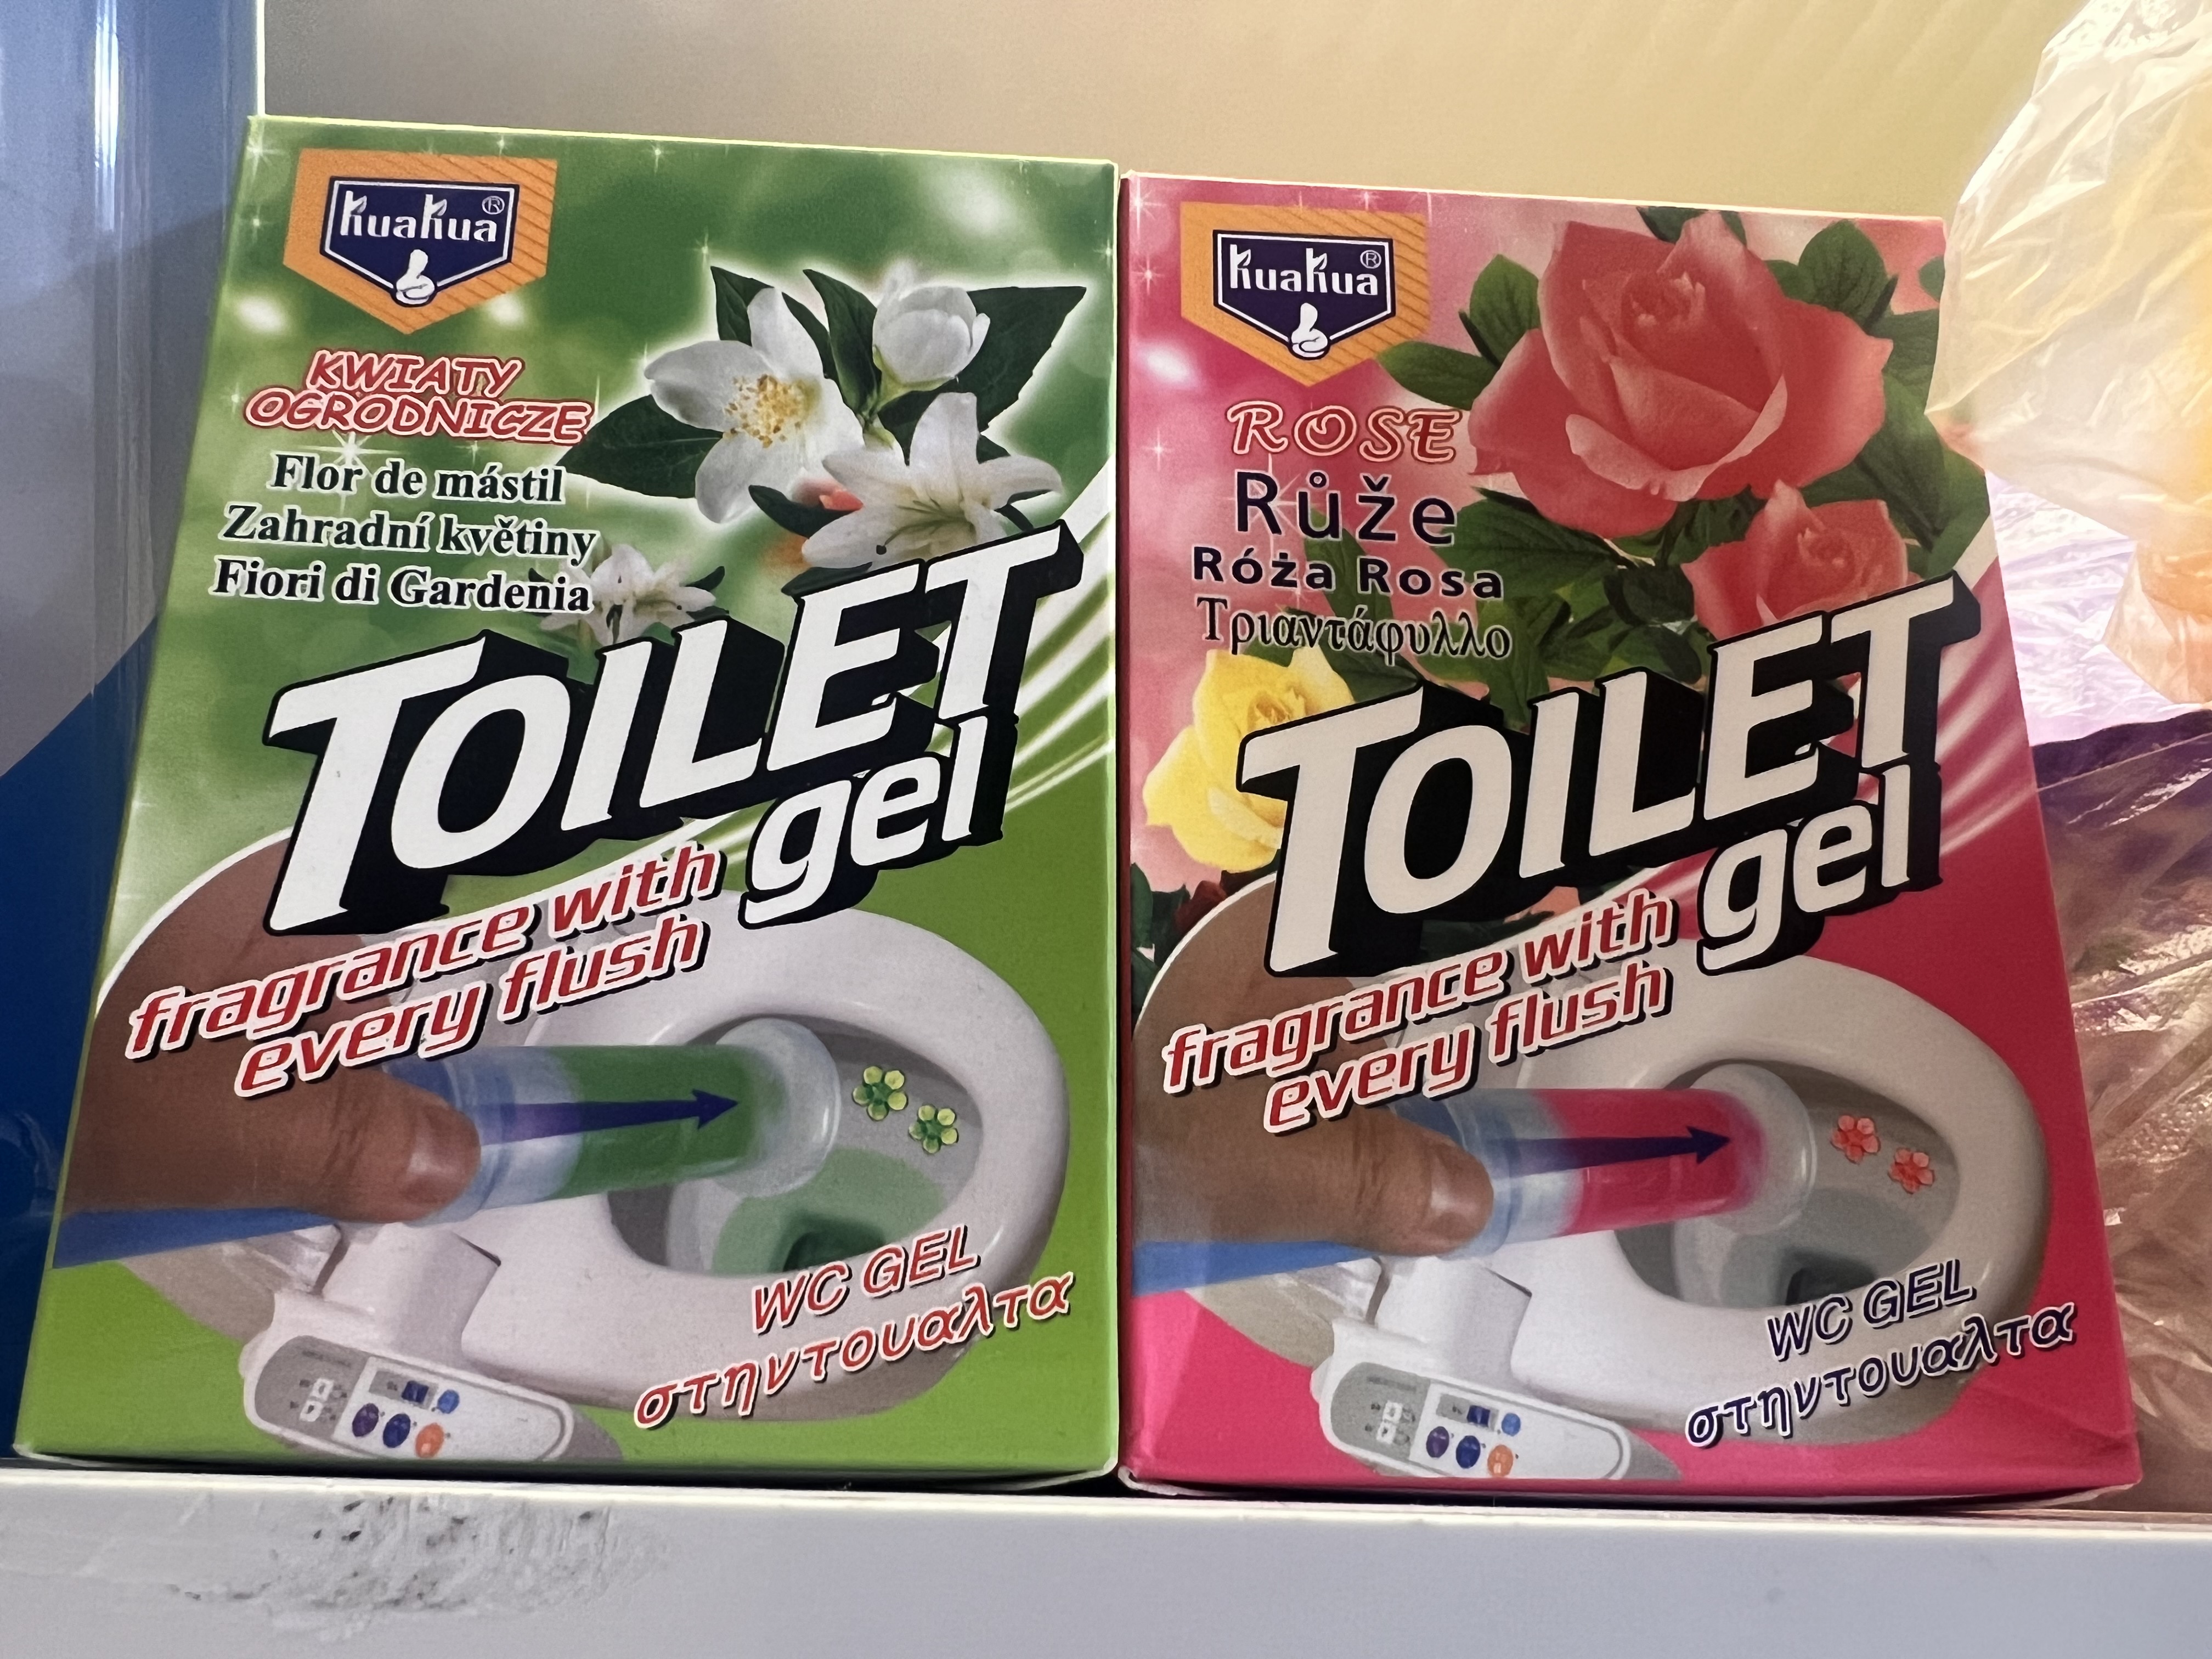 KuaKua®
KWIATY
OGRODNICZE
Flor de mástil
Zahradní květiny
Fiori di Gardenia
TOILET
gel
fragrance with
every flush
WC GEL
στηντουαλτα
KuaKua®
ROSE
Růže
Róża Rosa
Τριαντάφυλλο
TOILET
gel
fragrance with
every flush
WC GEL
στηντουαλτα